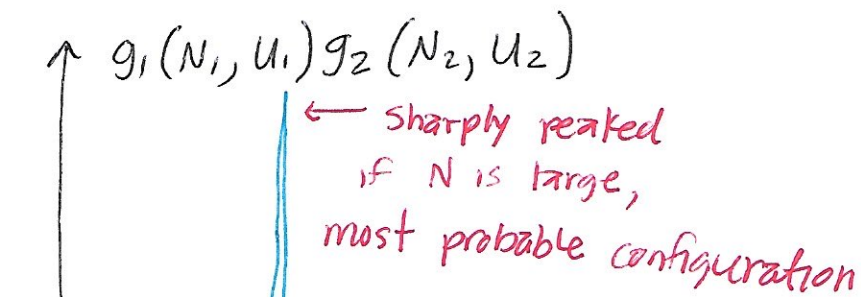 g₁(N₁, U₁)g₂(N₂, U₂)
← Sharply peaked
if N is large,
most probable configuration